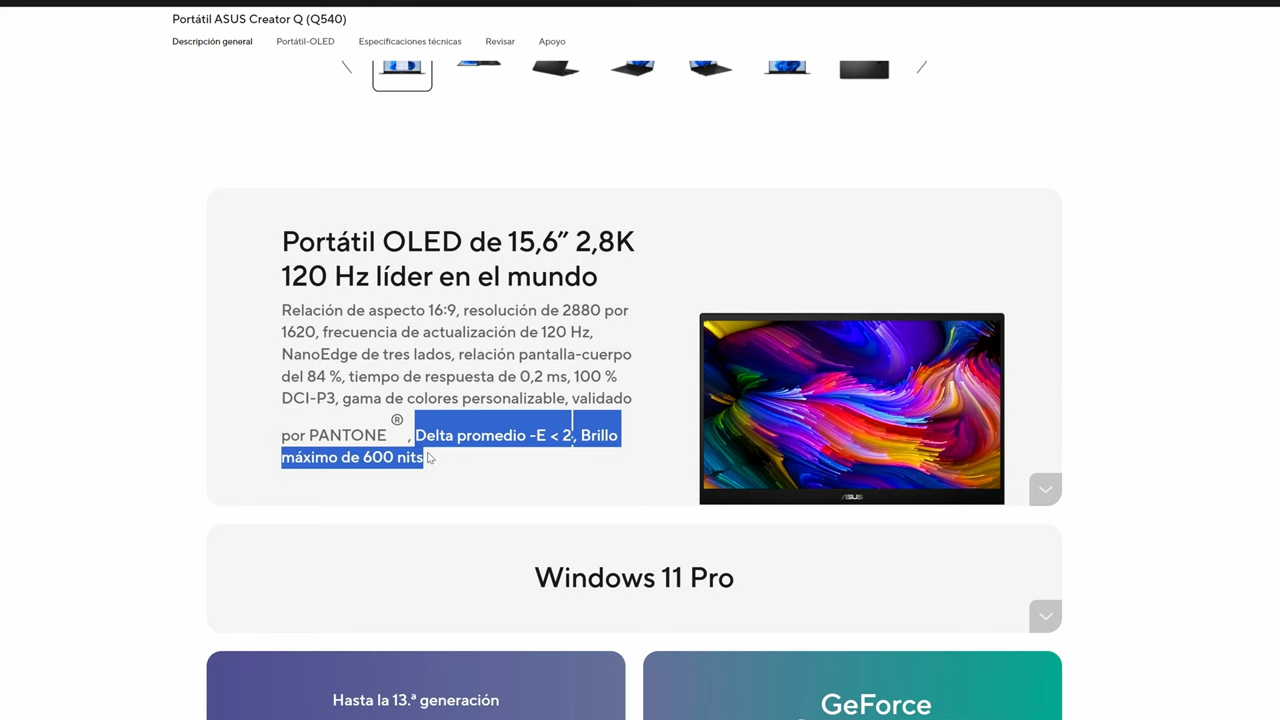 Portátil ASUS Creator Q (Q540)
Descripción general Portátil-OLED Especificaciones técnicas Revisar Apoyo
Portátil OLED de 15,6” 2,8K
120 Hz líder en el mundo
Relación de aspecto 16:9, resolución de 2880 por
1620, frecuencia de actualización de 120 Hz,
NanoEdge de tres lados, relación pantalla-cuerpo
del 84 %, tiempo de respuesta de 0,2 ms, 100 %
DCI-P3, gama de colores personalizable, validado
por PANTONE ® , Delta promedio -E < 2 , Brillo
máximo de 600 nits
ASUS
Windows 11 Pro
Hasta la 13.ª generación
GeForce